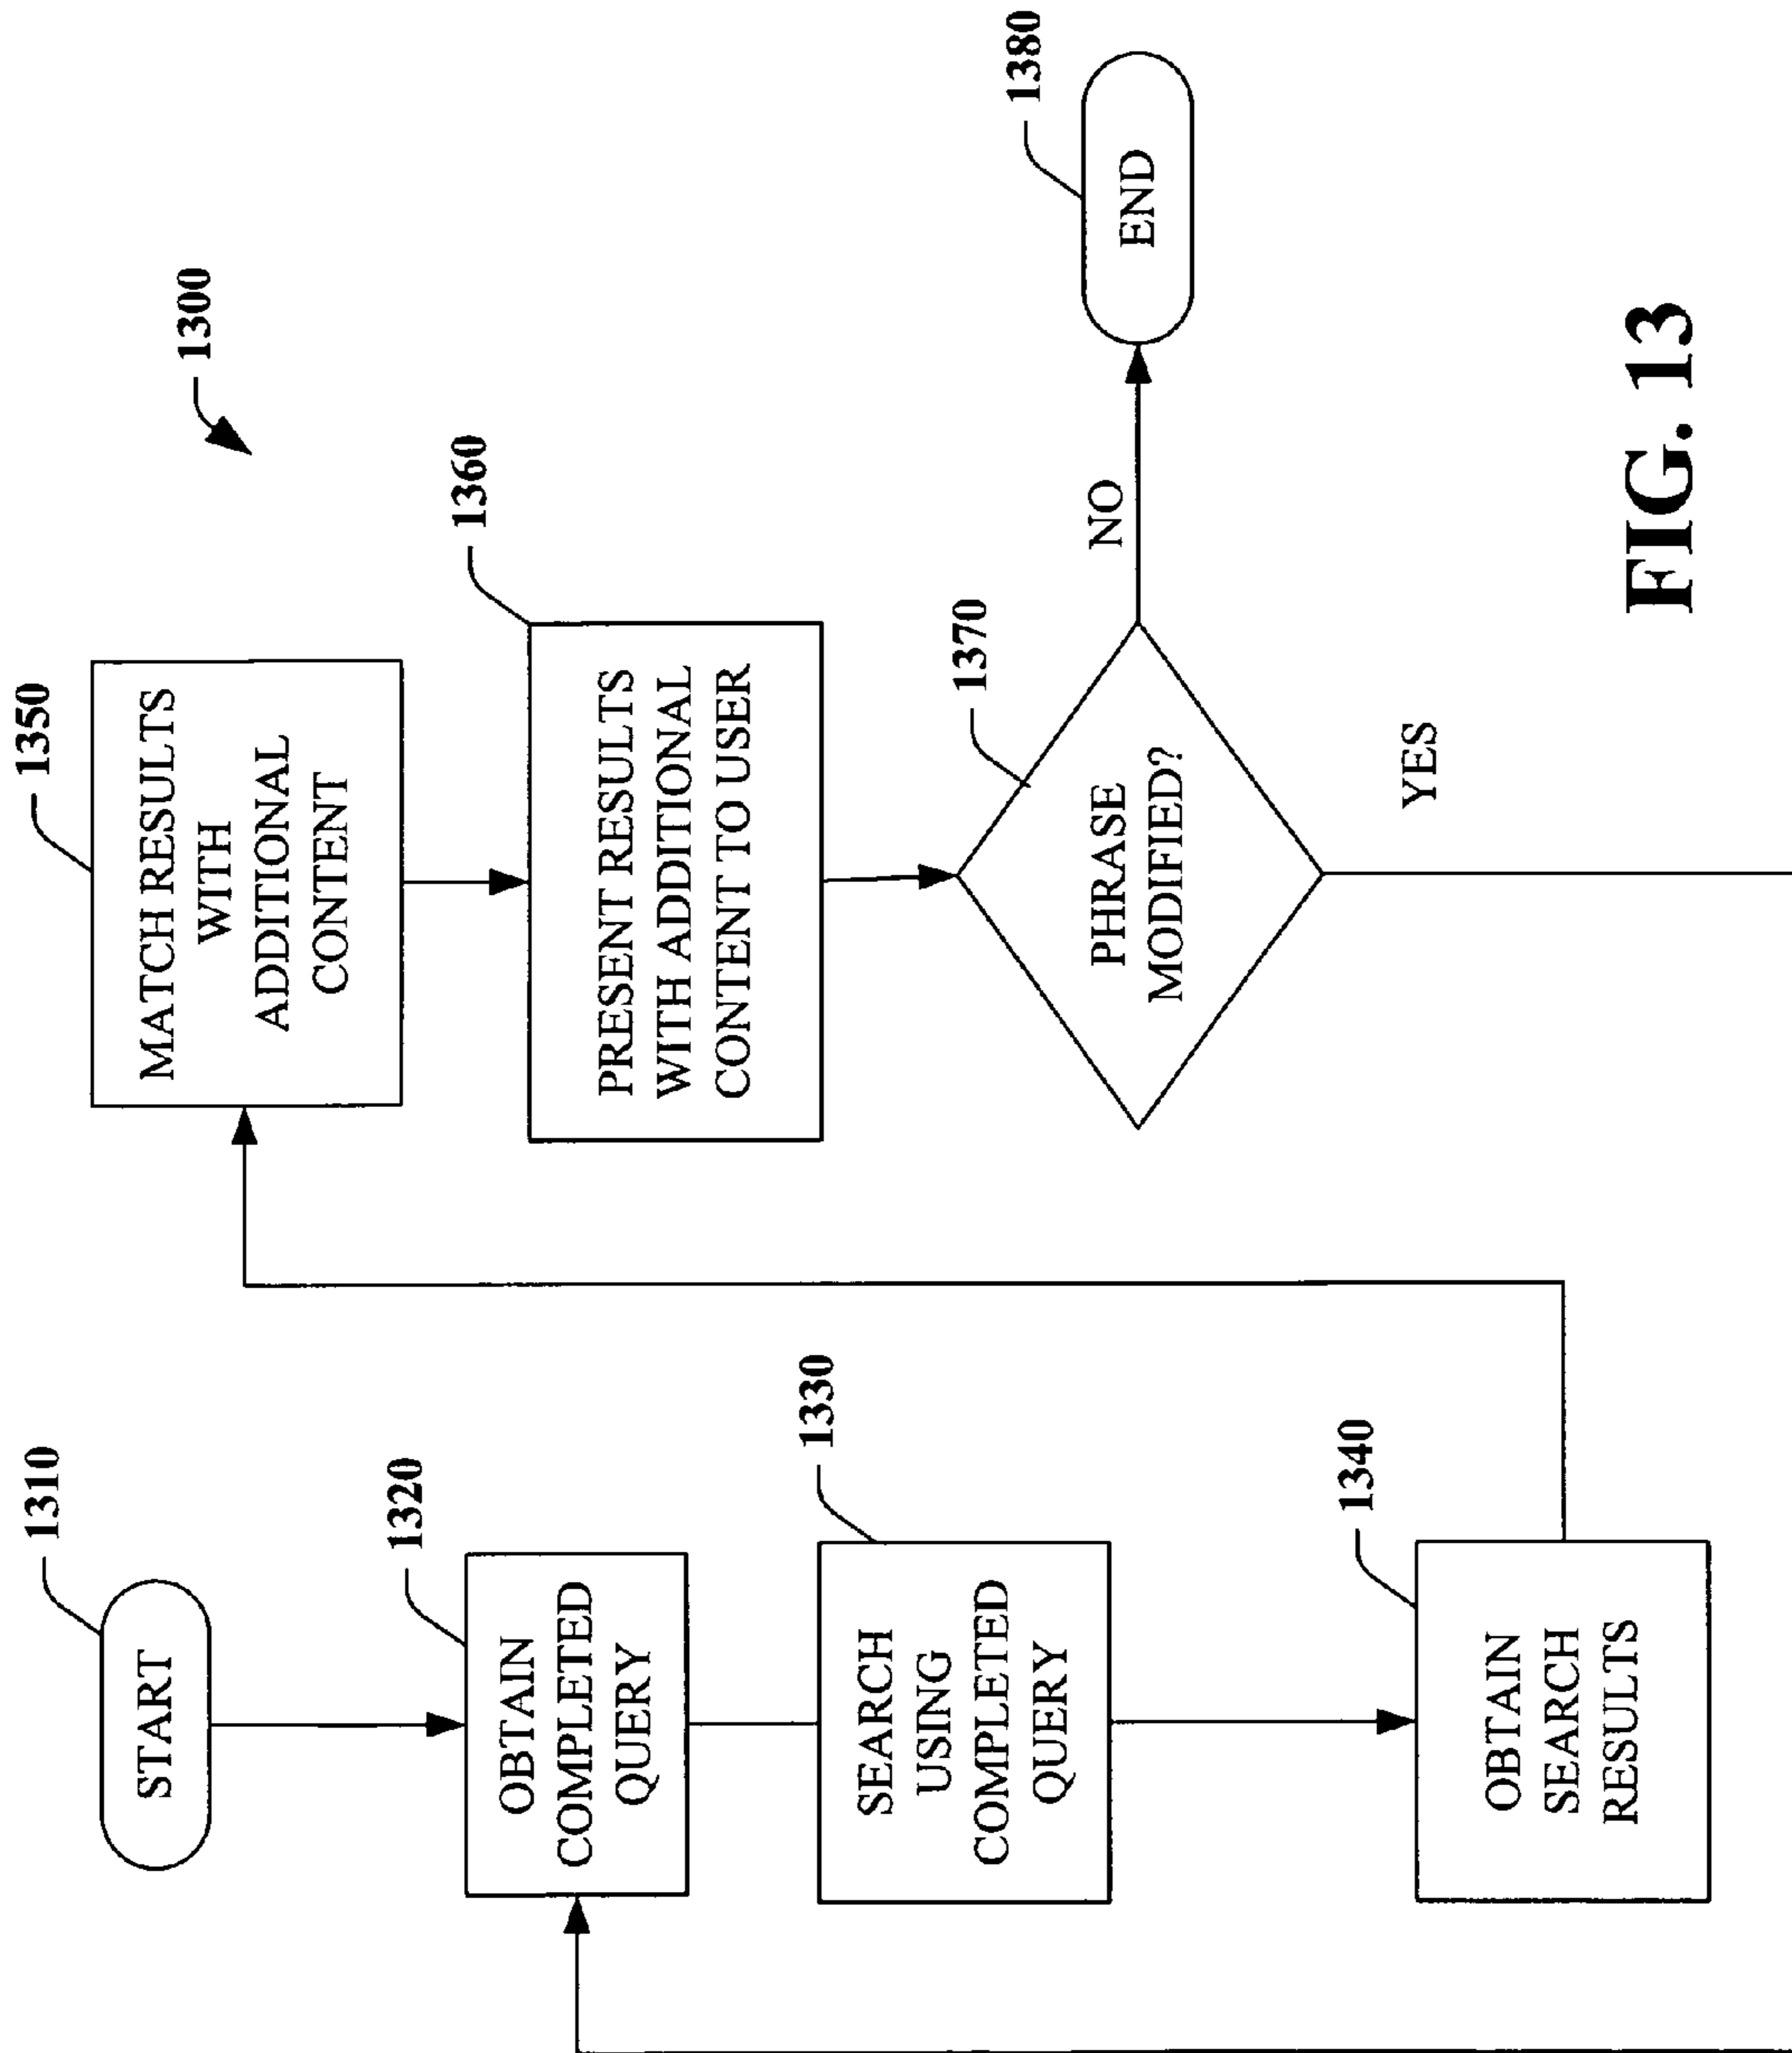 1300
1310
START
1320
OBTAIN
COMPLETED
QUERY
1330
SEARCH
USING
COMPLETED
QUERY
1340
OBTAIN
SEARCH
RESULTS
1350
MATCH RESULTS
WITH
ADDITIONAL
CONTENT
1360
PRESENT RESULTS
WITH ADDITIONAL
CONTENT TO USER
1370
PHRASE
MODIFIED?
NO
YES
1380
END
FIG. 13